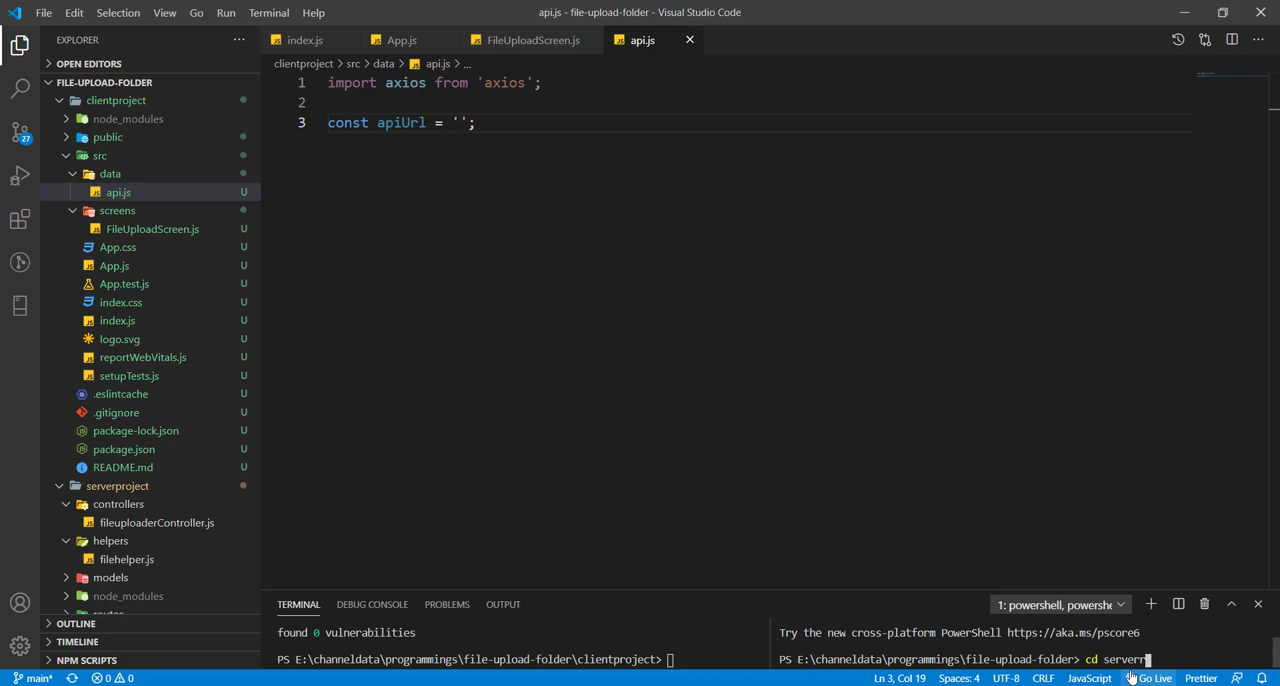 File Edit Selection View Go Run Terminal Help
api.js - file-upload-folder - Visual Studio Code
EXPLORER
OPEN EDITORS
FILE-UPLOAD-FOLDER
clientproject
node_modules
public
src
data
api.js U
screens
FileUploadScreen.js U
App.css U
App.js U
App.test.js U
index.css U
index.js U
logo.svg U
reportWebVitals.js U
setupTests.js U
.eslintcache U
.gitignore U
package-lock.json U
package.json U
README.md U
serverproject
controllers
fileuploaderController.js
helpers
filehelper.js
models
node_modules
routes
OUTLINE
TIMELINE
NPM SCRIPTS
27
index.js App.js FileUploadScreen.js api.js
clientproject > src > data > api.js > ...
1 import axios from 'axios';
2
3 const apiUrl = '';
TERMINAL DEBUG CONSOLE PROBLEMS OUTPUT
1: powershell, powershe
found 0 vulnerabilities
PS E:\channeldata\programmings\file-upload-folder\clientproject>
Try the new cross-platform PowerShell https://aka.ms/pscore6
PS E:\channeldata\programmings\file-upload-folder> cd serverr
main* 0 0 Ln 3, Col 19 Spaces: 4 UTF-8 CRLF JavaScript Go Live Prettier